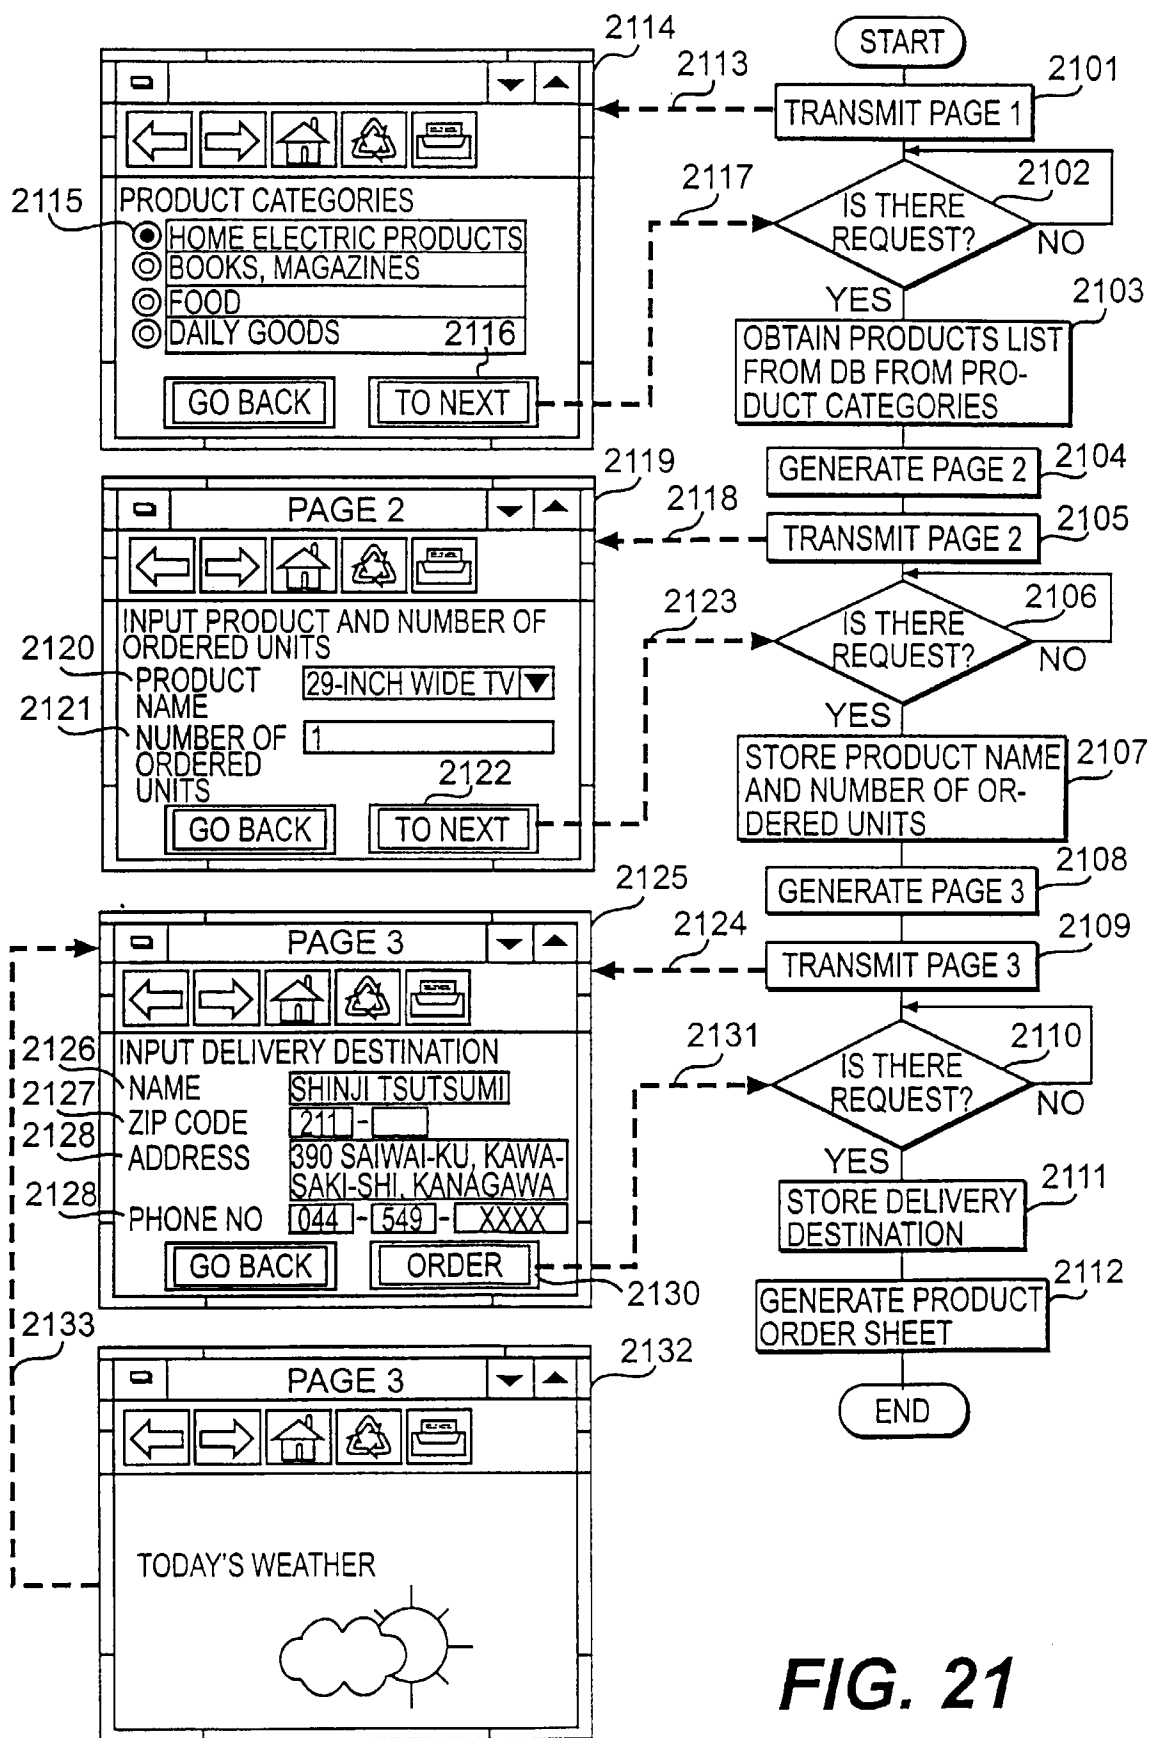 2114
2115
PRODUCT CATEGORIES
HOME ELECTRIC PRODUCTS
BOOKS, MAGAZINES
FOOD
DAILY GOODS
2116
GO BACK
TO NEXT
2113
2117
2119
PAGE 2
2118
INPUT PRODUCT AND NUMBER OF
ORDERED UNITS
2120
PRODUCT
NAME
29-INCH WIDE TV
2121
NUMBER OF
ORDERED
UNITS
1
2122
GO BACK
TO NEXT
2123
2125
PAGE 3
2124
INPUT DELIVERY DESTINATION
2126
NAME
SHINJI TSUTSUMI
2127
ZIP CODE
211 -
2128
ADDRESS
390 SAIWAI-KU, KAWA-
SAKI-SHI, KANAGAWA
2128
PHONE NO
044 - 549 - XXXX
GO BACK
ORDER
2130
2131
2133
2132
PAGE 3
TODAY'S WEATHER
START
2101
TRANSMIT PAGE 1
2102
IS THERE
REQUEST?
NO
YES
2103
OBTAIN PRODUCTS LIST
FROM DB FROM PRO-
DUCT CATEGORIES
GENERATE PAGE 2
2104
TRANSMIT PAGE 2
2105
2106
IS THERE
REQUEST?
NO
YES
STORE PRODUCT NAME
AND NUMBER OF OR-
DERED UNITS
2107
2108
GENERATE PAGE 3
2109
TRANSMIT PAGE 3
2110
IS THERE
REQUEST?
NO
YES
2111
STORE DELIVERY
DESTINATION
2112
GENERATE PRODUCT
ORDER SHEET
END
FIG. 21